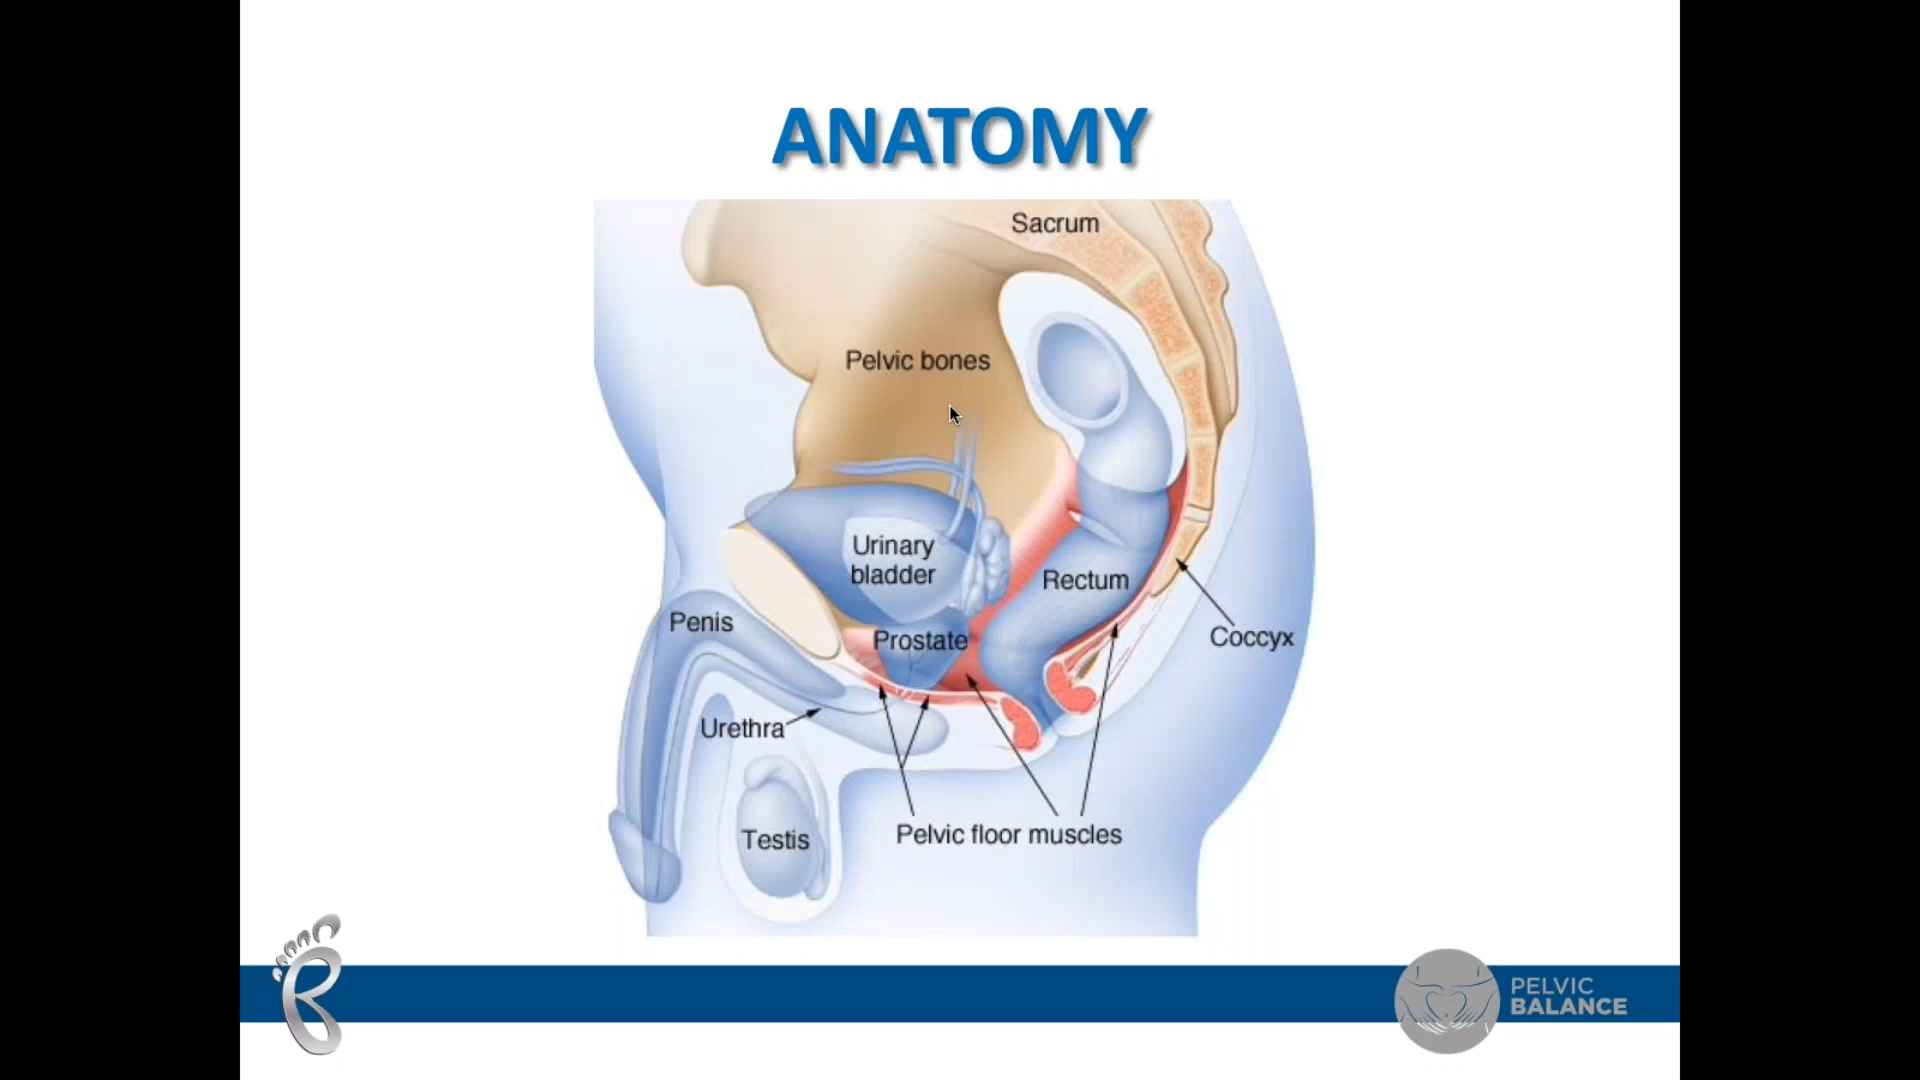 ANATOMY
Sacrum
Pelvic bones
Urinary
bladder
Rectum
Penis
Prostate
Coccyx
Urethra
Testis
Pelvic floor muscles
B
PELVIC
BALANCE